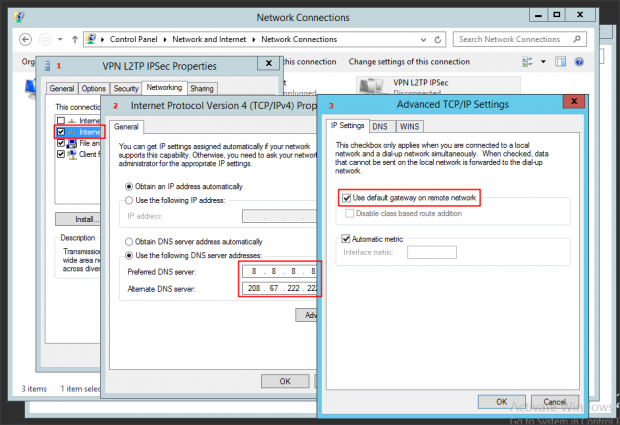 Network Connections
Control Panel
Network and Internet
Network Connections
Search Network Connections
Orga
this connection
Change settings of this connection
VPN L2TP IPSec
Disconnected
1
VPN L2TP IPSec Properties
General
Options
Security
Networking
Sharing
This conne
Interne
Interne
File an
Client f
Install...
Description
Transmiss
wide area n
across diver
2
Internet Protocol Version 4 (TCP/IPv4) Prop
General
You can get IP settings assigned automatically if your network
supports this capability. Otherwise, you need to ask your netwo
administrator for the appropriate IP settings.
Obtain an IP address automatically
Use the following IP address:
IP address:
Obtain DNS server address automatically
Use the following DNS server addresses:
Preferred DNS server:
8 . 8 . 8 . 8
Alternate DNS server:
208 . 67 . 222 . 222
Adv
OK
3
Advanced TCP/IP Settings
IP Settings
DNS
WINS
This checkbox only applies when you are connected to a local
network and a dial-up network simultaneously. When checked, data
that cannot be sent on the local network is forwarded to the dial-up
network.
Use default gateway on remote network
Disable class based route addition
Automatic metric
Interface metric:
OK
Cancel
3 items
1 item selec
Activate Windows
Go to System in Control P